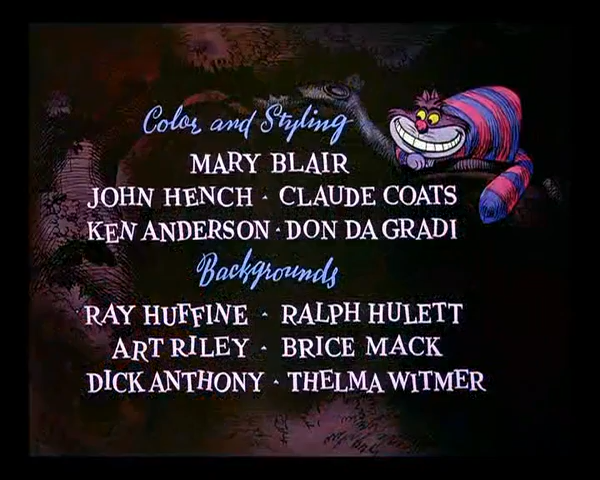 Color and Styling
MARY BLAIR
JOHN HENCH · CLAUDE COATS
KEN ANDERSON · DON DA GRADI
Backgrounds
RAY HUFFINE · RALPH HULETT
ART RILEY · BRICE MACK
DICK ANTHONY · THELMA WITMER